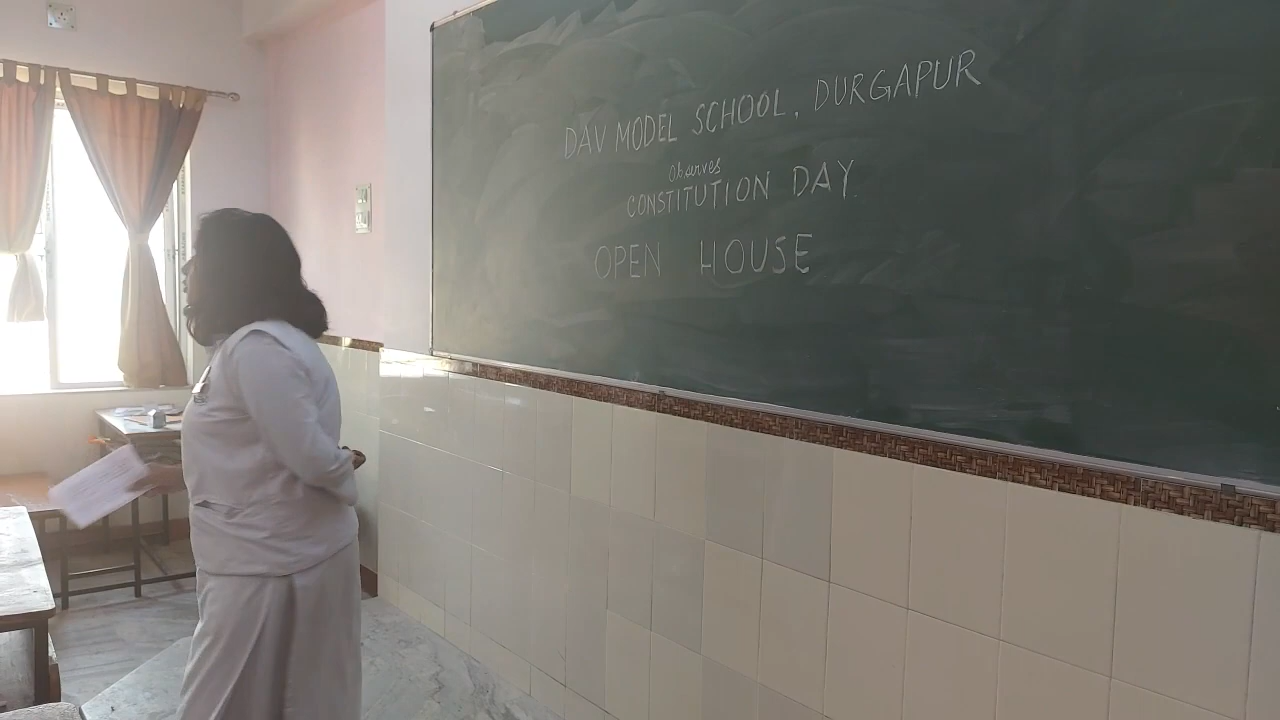 DAV MODEL SCHOOL, DURGAPUR
Observes
CONSTITUTION DAY
OPEN HOUSE